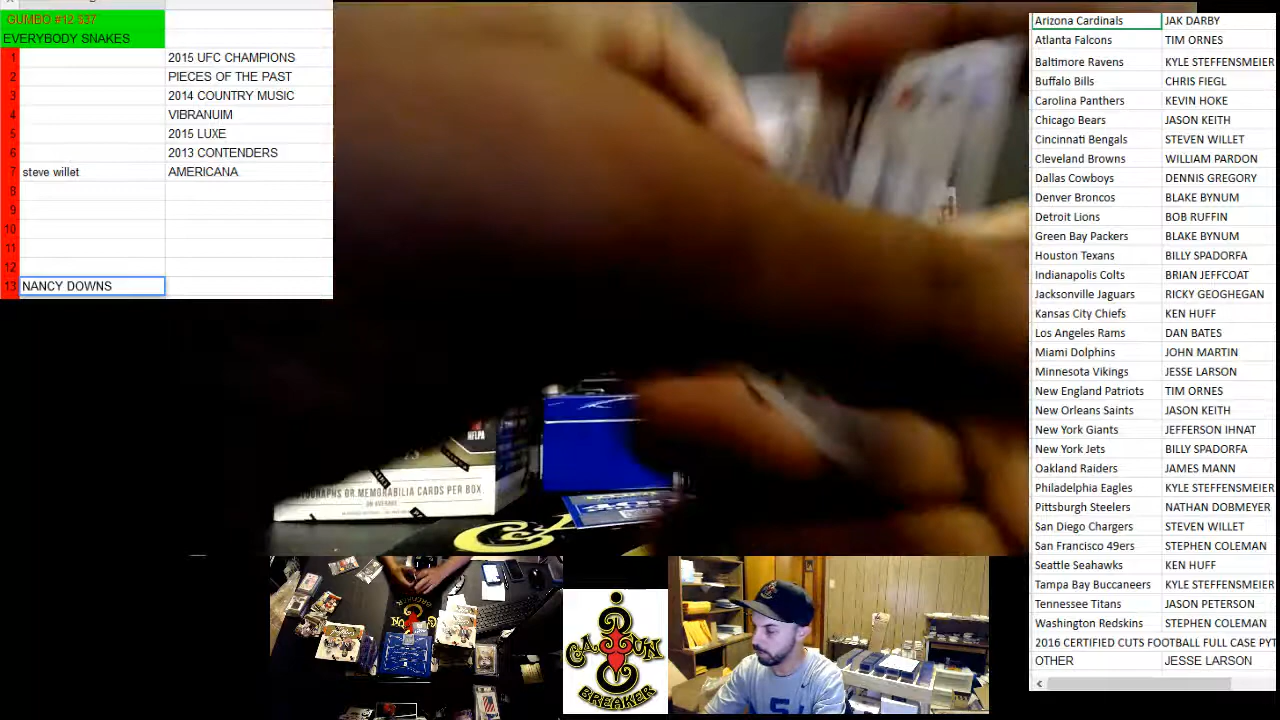 GUMBO #12 $37
EVERYBODY SNAKES
1 2015 UFC CHAMPIONS
2 PIECES OF THE PAST
3 2014 COUNTRY MUSIC
4 VIBRANUIM
5 2015 LUXE
6 2013 CONTENDERS
7 steve willet AMERICANA
8
9
10
11
12
13 NANCY DOWNS
NFLPA
OR MEMORABILIA CARDS PER BOX
CAJUN
BREAKER
Arizona Cardinals JAK DARBY
Atlanta Falcons TIM ORNES
Baltimore Ravens KYLE STEFFENSMEIER
Buffalo Bills CHRIS FIEGL
Carolina Panthers KEVIN HOKE
Chicago Bears JASON KEITH
Cincinnati Bengals STEVEN WILLET
Cleveland Browns WILLIAM PARDON
Dallas Cowboys DENNIS GREGORY
Denver Broncos BLAKE BYNUM
Detroit Lions BOB RUFFIN
Green Bay Packers BLAKE BYNUM
Houston Texans BILLY SPADORFA
Indianapolis Colts BRIAN JEFFCOAT
Jacksonville Jaguars RICKY GEOGHEGAN
Kansas City Chiefs KEN HUFF
Los Angeles Rams DAN BATES
Miami Dolphins JOHN MARTIN
Minnesota Vikings JESSE LARSON
New England Patriots TIM ORNES
New Orleans Saints JASON KEITH
New York Giants JEFFERSON IHNAT
New York Jets BILLY SPADORFA
Oakland Raiders JAMES MANN
Philadelphia Eagles KYLE STEFFENSMEIER
Pittsburgh Steelers NATHAN DOBMEYER
San Diego Chargers STEVEN WILLET
San Francisco 49ers STEPHEN COLEMAN
Seattle Seahawks KEN HUFF
Tampa Bay Buccaneers KYLE STEFFENSMEIER
Tennessee Titans JASON PETERSON
Washington Redskins STEPHEN COLEMAN
2016 CERTIFIED CUTS FOOTBALL FULL CASE PYT
OTHER JESSE LARSON